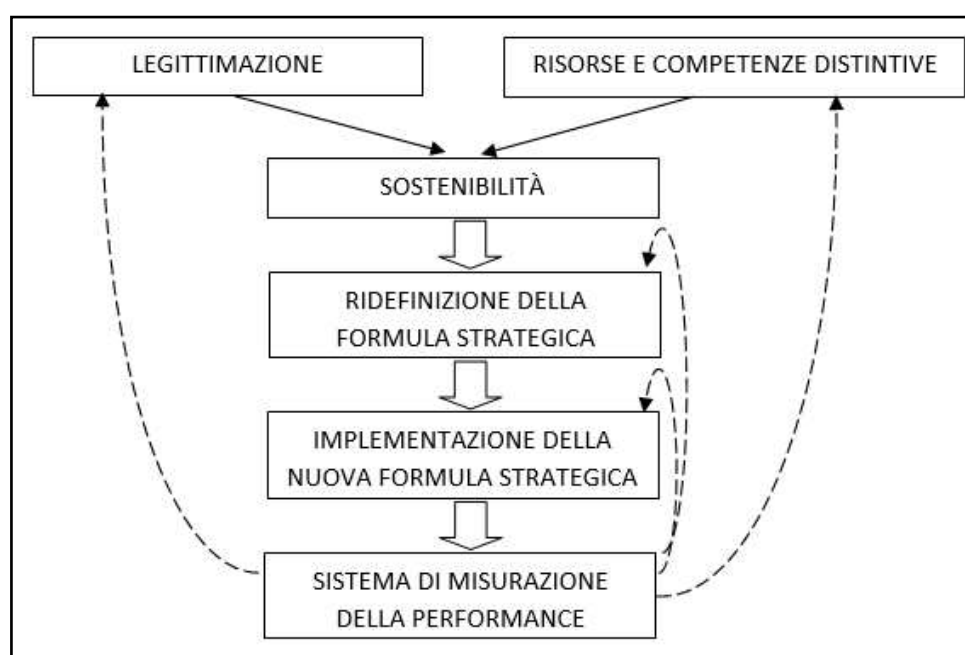 LEGITTIMAZIONE
RISORSE E COMPETENZE DISTINTIVE
SOSTENIBILITÀ
RIDEFINIZIONE DELLA
FORMULA STRATEGICA
IMPLEMENTAZIONE DELLA
NUOVA FORMULA STRATEGICA
SISTEMA DI MISURAZIONE
DELLA PERFORMANCE